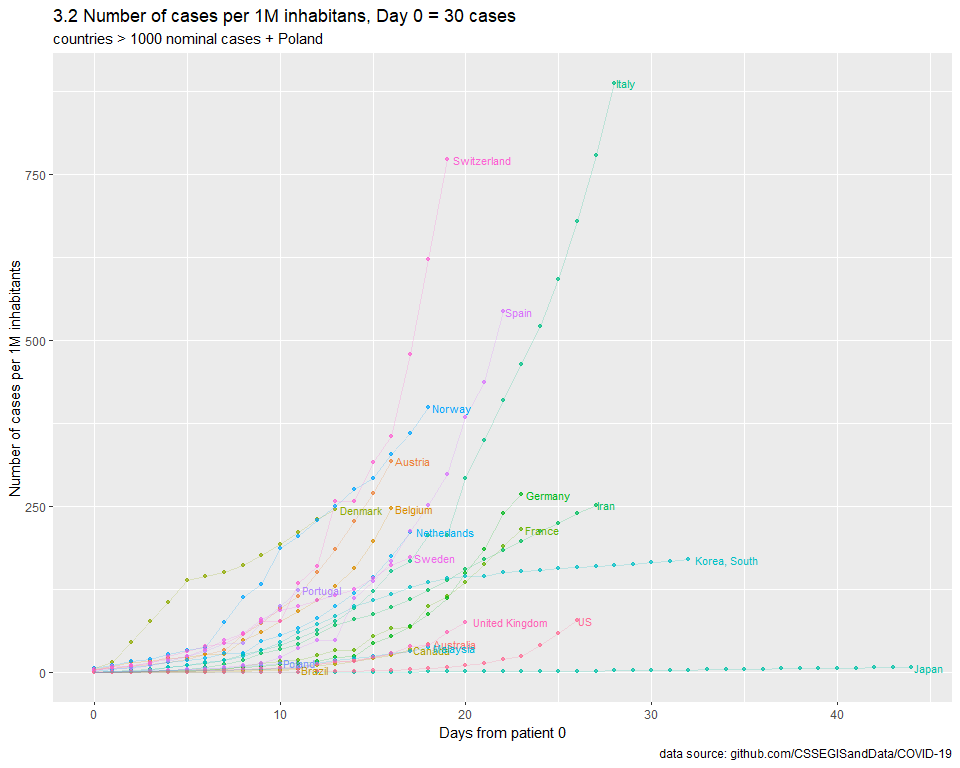 3.2 Number of cases per 1M inhabitans, Day 0 = 30 cases
countries > 1000 nominal cases + Poland
Number of cases per 1M inhabitants
750
500
250
0
Italy
Switzerland
Spain
Norway
Austria
Germany
Iran
Denmark
Belgium
Netherlands
France
Sweden
Korea, South
Portugal
United Kingdom
US
Australia
Canada
Malaysia
Poland
Brazil
Japan
0 10 20 30 40
Days from patient 0
data source: github.com/CSSEGISandData/COVID-19